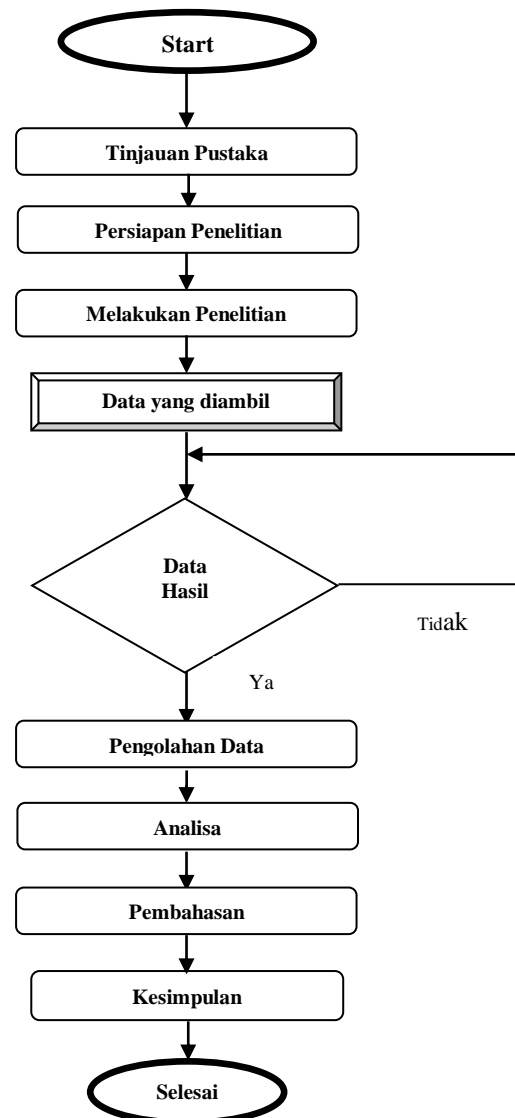 Start
Tinjauan Pustaka
Persiapan Penelitian
Melakukan Penelitian
Data yang diambil
Data
Hasil
Tidak
Ya
Pengolahan Data
Analisa
Pembahasan
Kesimpulan
Selesai